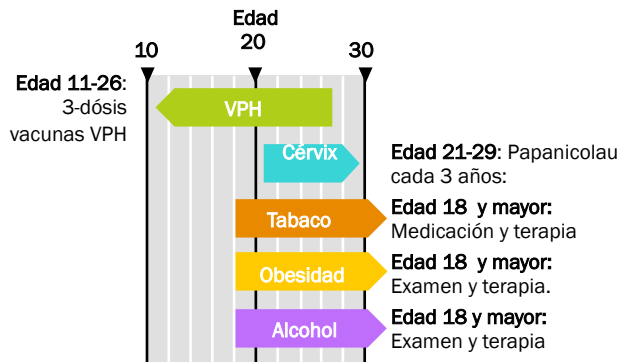 Edad
10 20 30
Edad 11-26:
3-dósis
vacunas VPH
VPH
Cérvix
Edad 21-29: Papanicolau
cada 3 años:
Tabaco
Edad 18 y mayor:
Medicación y terapia
Obesidad
Edad 18 y mayor:
Examen y terapia.
Alcohol
Edad 18 y mayor:
Examen y terapia